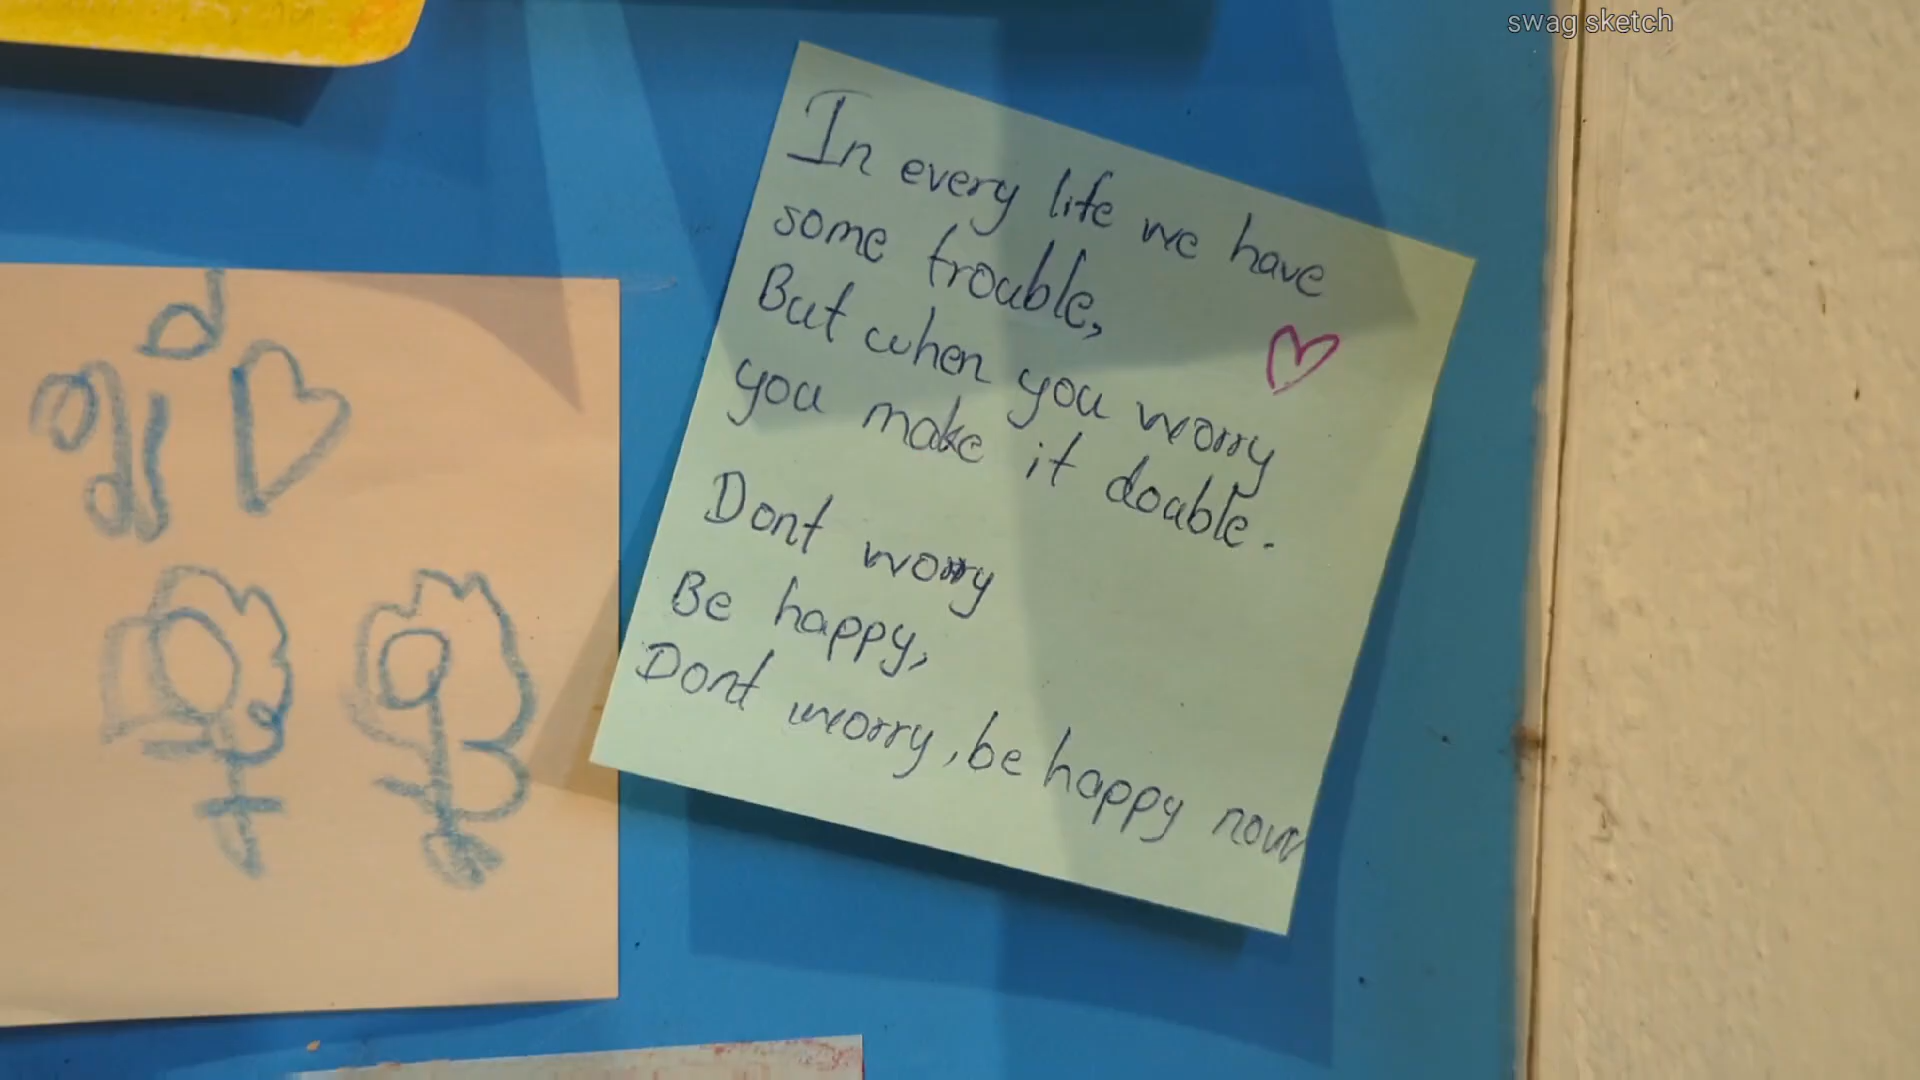 swag sketch
In every life we have
some trouble,
But when you worry
you make it double.
Dont worry
Be happy,
Dont worry, be happy now